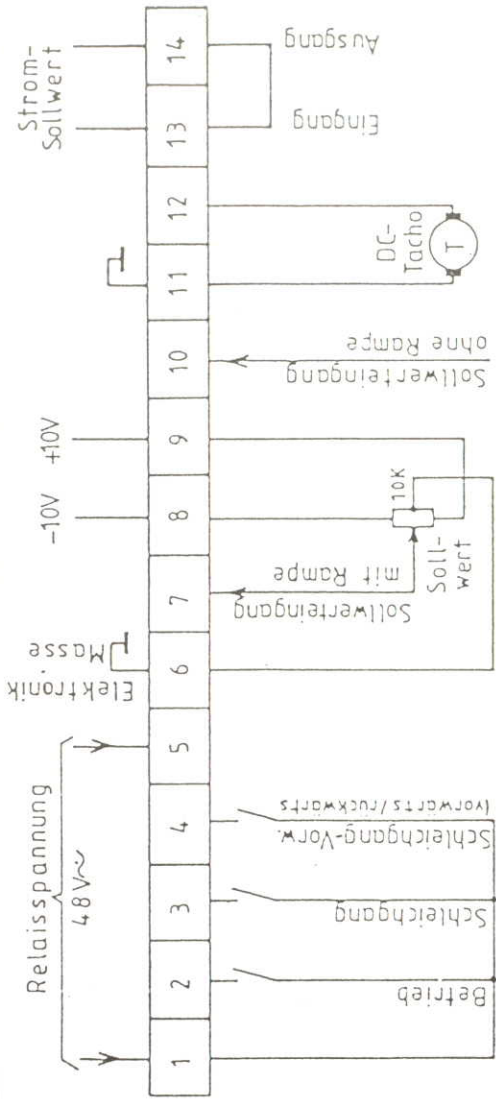 Relaisspannung
48V~
Elektronik
Masse
-10V
+10V
Strom-
Sollwert
1
2
3
4
5
6
7
8
9
10
11
12
13
14
Betrieb
Schleichgang
Schleichgang-Vorw.
(vorwärts/rückwärts
Sollwerteingang
mit Rampe
Soll-
wert
10K
Sollwerteingang
ohne Rampe
DC-
Tacho
T
Eingang
Ausgang